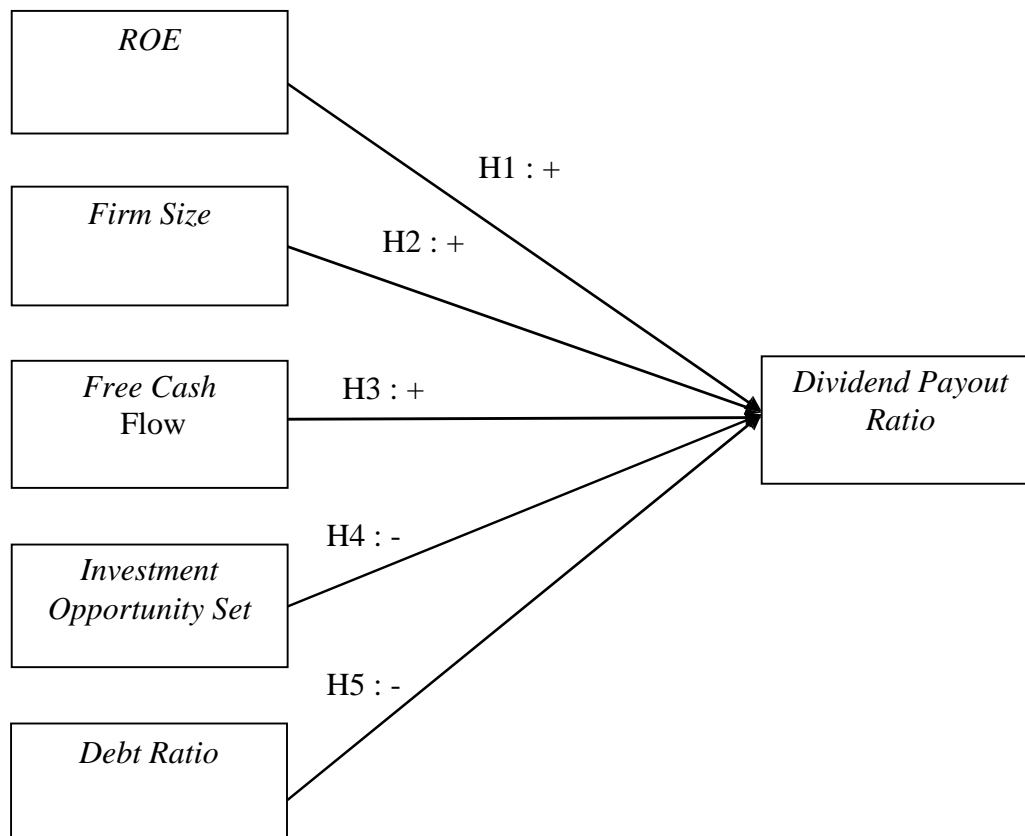 ROE
H1 : +
Firm Size
H2 : +
Free Cash
Flow
H3 : +
Dividend Payout
Ratio
H4 : -
Investment
Opportunity Set
H5 : -
Debt Ratio